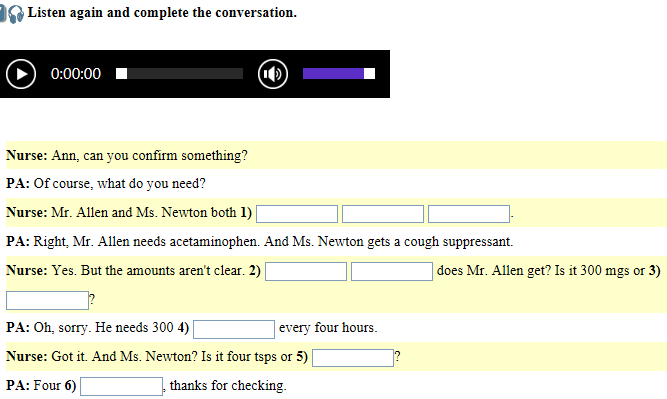 Listen again and complete the conversation.
0:00:00
Nurse: Ann, can you confirm something?
PA: Of course, what do you need?
Nurse: Mr. Allen and Ms. Newton both 1) .
PA: Right, Mr. Allen needs acetaminophen. And Ms. Newton gets a cough suppressant.
Nurse: Yes. But the amounts aren't clear. 2) does Mr. Allen get? Is it 300 mgs or 3)
?
PA: Oh, sorry. He needs 300 4) every four hours.
Nurse: Got it. And Ms. Newton? Is it four tsps or 5) ?
PA: Four 6) , thanks for checking.